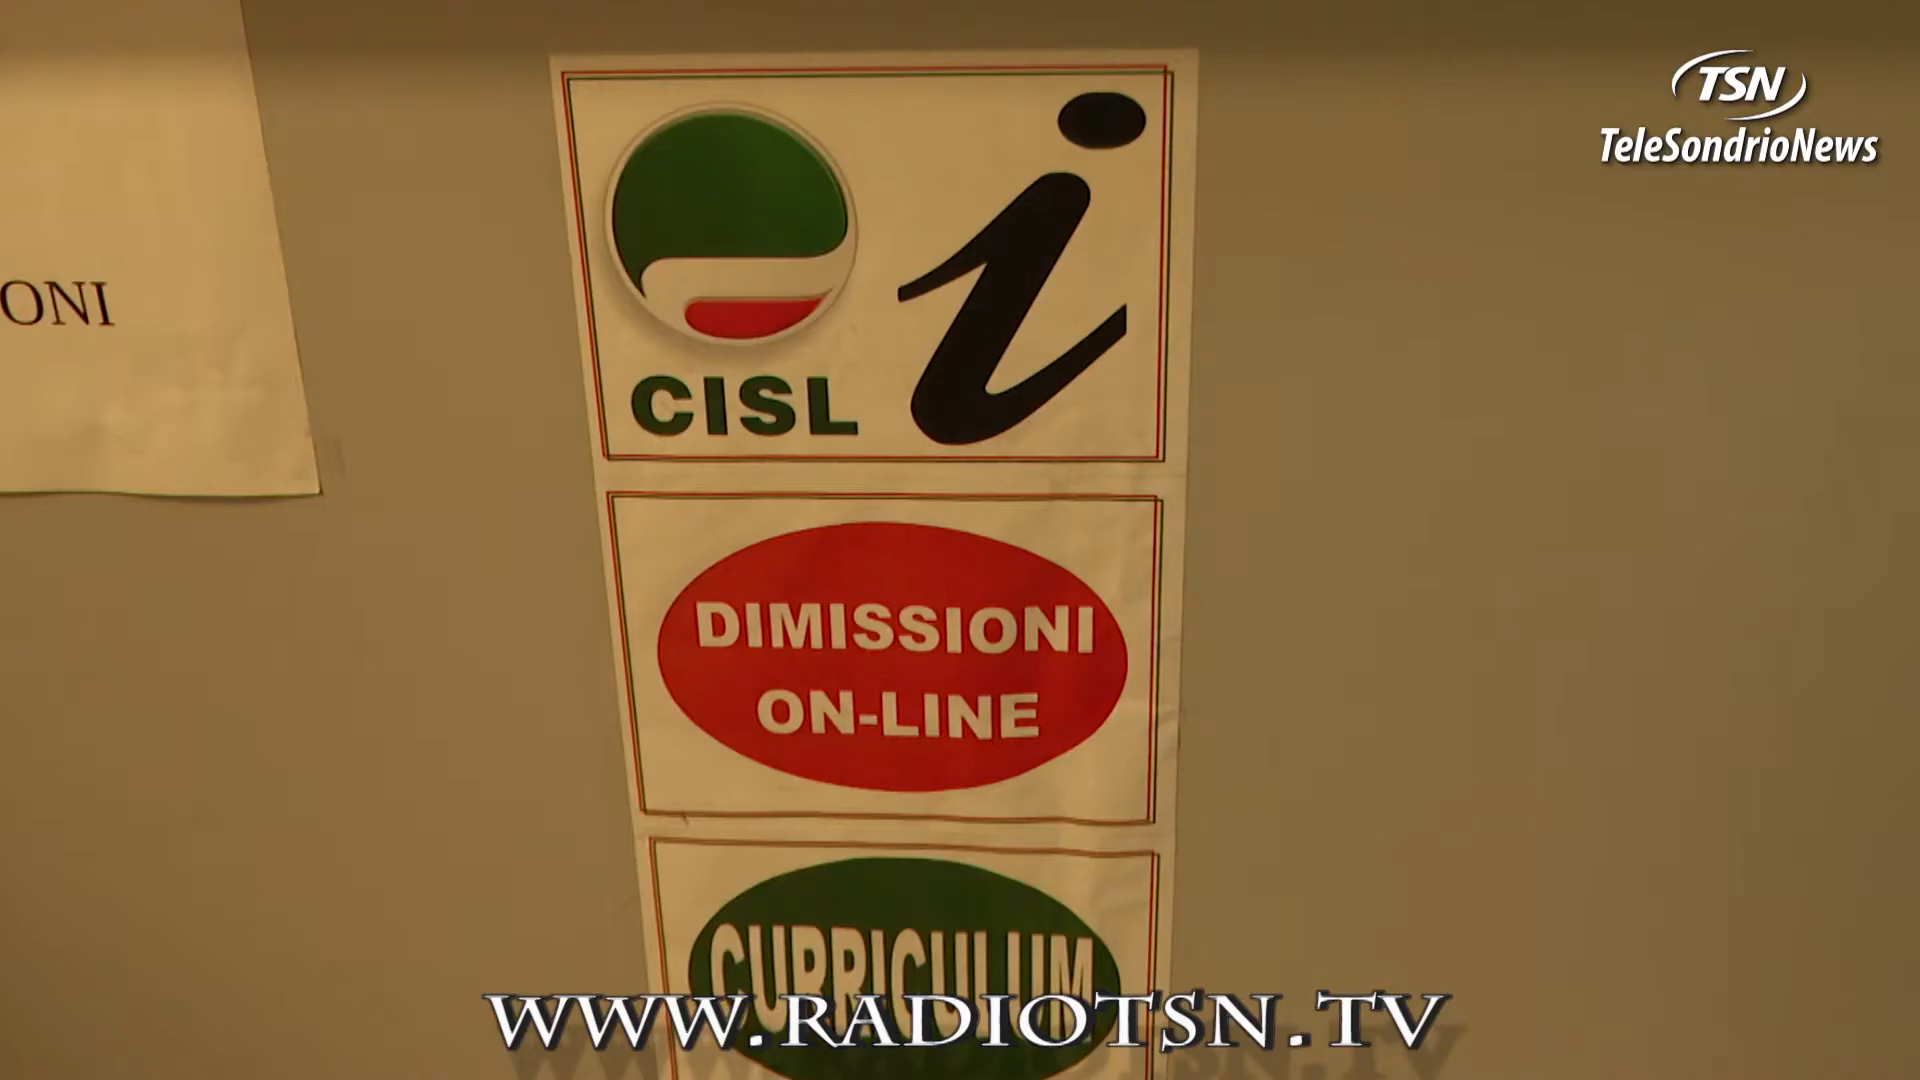 TSN
TeleSondrioNews
ONI
i
CISL
DIMISSIONI
ON-LINE
CURRICULUM
WWW.RADIOTSN.TV